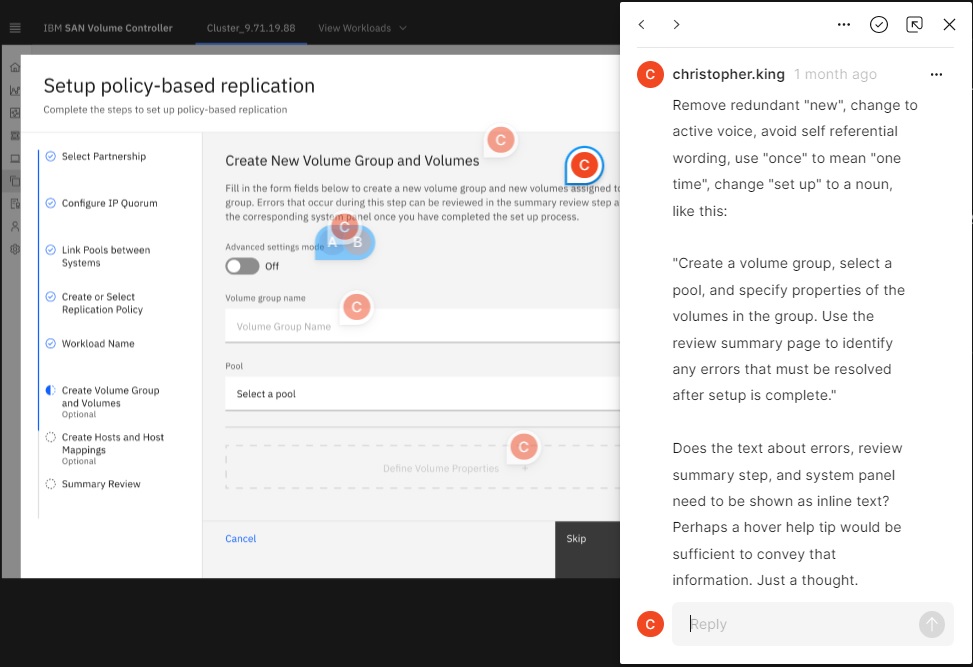 IBM SAN Volume Controller
Cluster_9.71.19.88
View Workloads
Setup policy-based replication
Complete the steps to set up policy-based replication
Select Partnership
Configure IP Quorum
Link Pools between
Systems
Create or Select
Replication Policy
Workload Name
Create Volume Group
and Volumes
Optional
Create Hosts and Host
Mappings
Optional
Summary Review
Create New Volume Group and Volumes
C
C
Fill in the form fields below to create a new volume group and new volumes assigned to
group. Errors that occur during this step can be reviewed in the summary review step a
the corresponding system panel once you have completed the set up process.
C
A
B
Advanced settings mode
Off
Volume group name
C
Volume Group Name
Pool
Select a pool
C
Define Volume Properties
Cancel
Skip
C
christopher.king 1 month ago
Remove redundant "new", change to
active voice, avoid self referential
wording, use "once" to mean "one
time", change "set up" to a noun,
like this:
"Create a volume group, select a
pool, and specify properties of the
volumes in the group. Use the
review summary page to identify
any errors that must be resolved
after setup is complete."
Does the text about errors, review
summary step, and system panel
need to be shown as inline text?
Perhaps a hover help tip would be
sufficient to convey that
information. Just a thought.
C
Reply